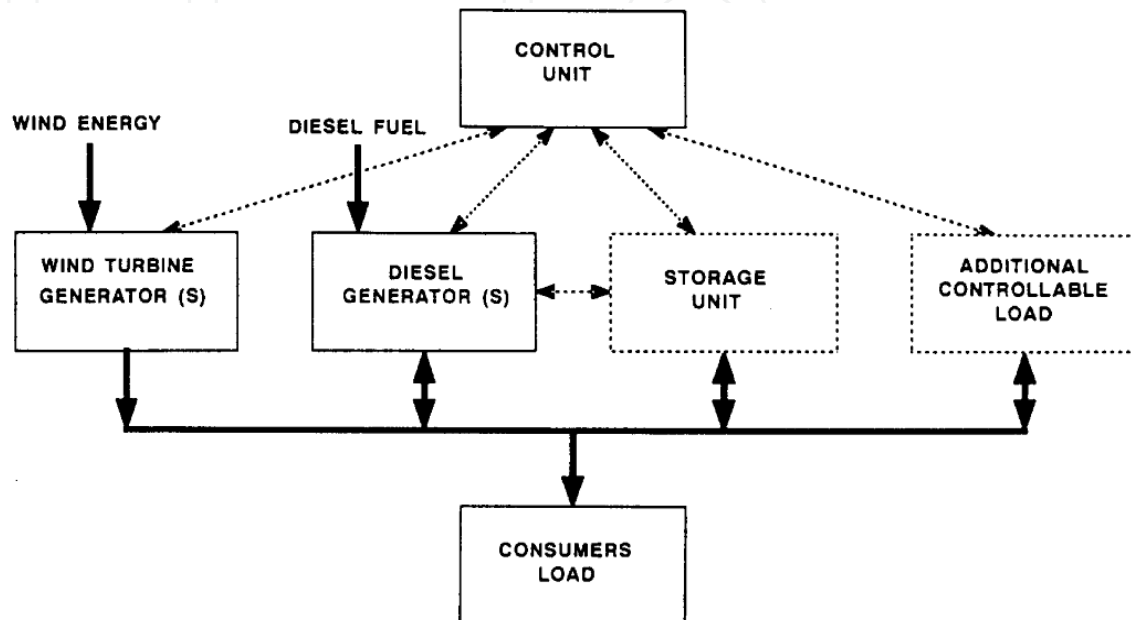 CONTROL
UNIT
WIND ENERGY
DIESEL FUEL
WIND TURBINE
GENERATOR (S)
DIESEL
GENERATOR (S)
STORAGE
UNIT
ADDITIONAL
CONTROLLABLE
LOAD
CONSUMERS
LOAD